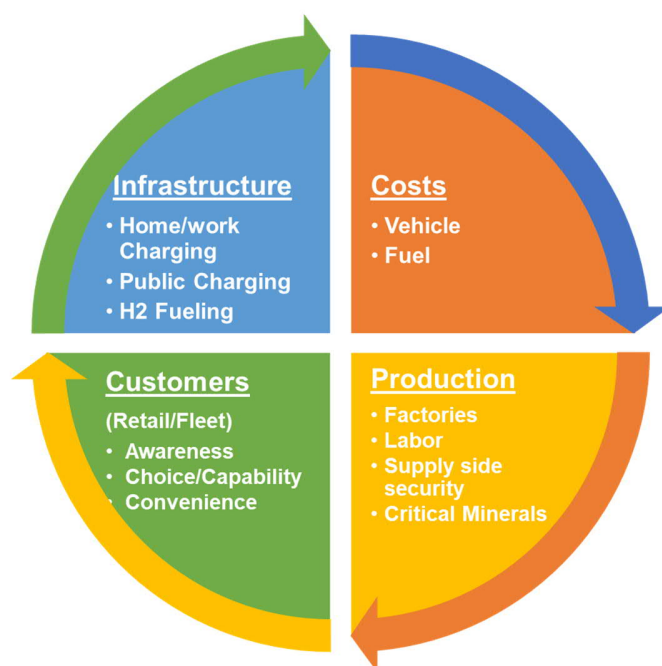 Infrastructure
• Home/work
Charging
• Public Charging
• H2 Fueling
Costs
• Vehicle
• Fuel
Customers
(Retail/Fleet)
• Awareness
• Choice/Capability
• Convenience
Production
• Factories
• Labor
• Supply side
security
• Critical Minerals